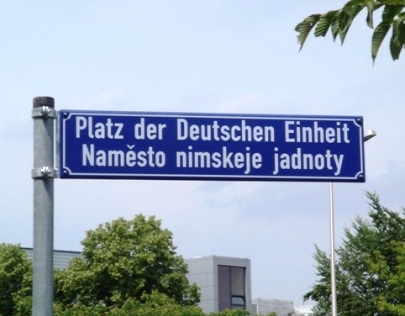 Platz der Deutschen Einheit
Naměsto nimskeje jadnoty